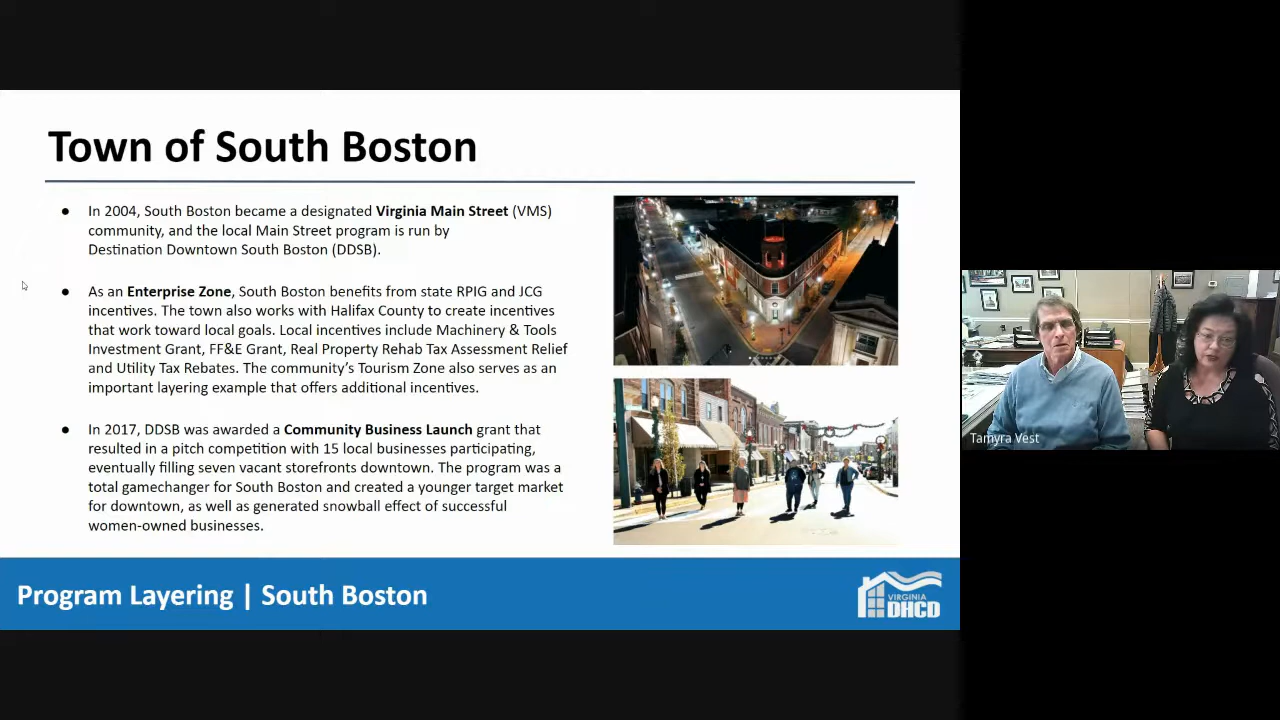 Town of South Boston
● In 2004, South Boston became a designated Virginia Main Street (VMS)
community, and the local Main Street program is run by
Destination Downtown South Boston (DDSB).
● As an Enterprise Zone, South Boston benefits from state RPIG and JCG
incentives. The town also works with Halifax County to create incentives
that work toward local goals. Local incentives include Machinery & Tools
Investment Grant, FF&E Grant, Real Property Rehab Tax Assessment Relief
and Utility Tax Rebates. The community's Tourism Zone also serves as an
important layering example that offers additional incentives.
● In 2017, DDSB was awarded a Community Business Launch grant that
resulted in a pitch competition with 15 local businesses participating,
eventually filling seven vacant storefronts downtown. The program was a
total gamechanger for South Boston and created a younger target market
for downtown, as well as generated snowball effect of successful
women-owned businesses.
Program Layering | South Boston
VIRGINIA
DHCD
Tamyra Vest